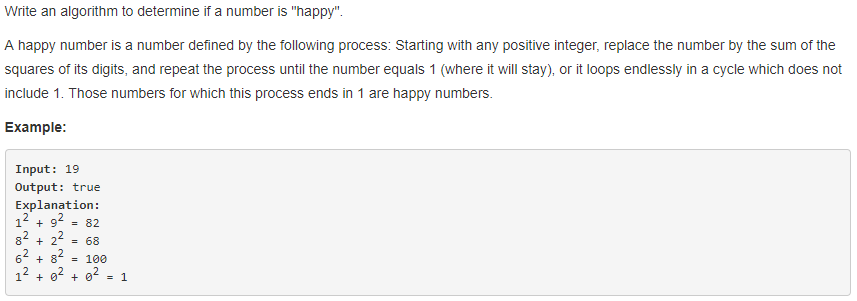 Write an algorithm to determine if a number is "happy".
A happy number is a number defined by the following process: Starting with any positive integer, replace the number by the sum of the
squares of its digits, and repeat the process until the number equals 1 (where it will stay), or it loops endlessly in a cycle which does not
include 1. Those numbers for which this process ends in 1 are happy numbers.
Example:
Input: 19
Output: true
Explanation:
1² + 9² = 82
8² + 2² = 68
6² + 8² = 100
1² + 0² + 0² = 1